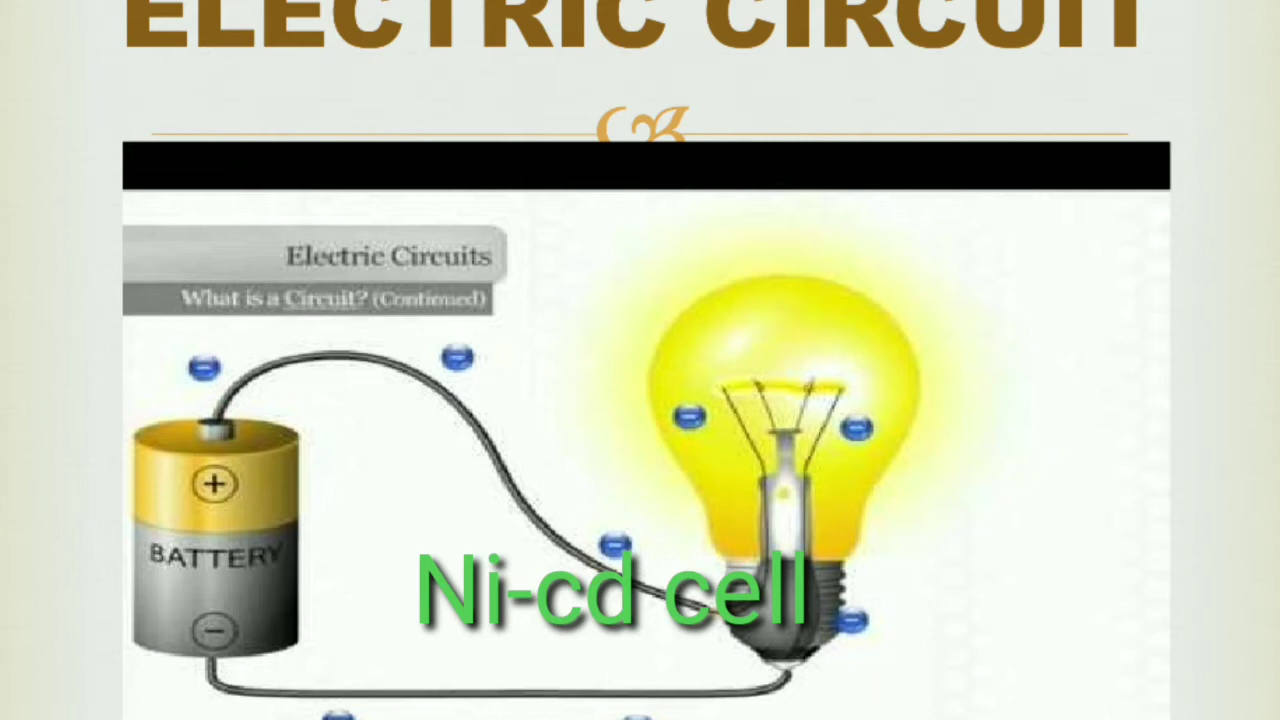 ELECTRIC CIRCUIT
Electric Circuits
What is a Circuit? (Continued)
+
BATTERY
Ni-cd cell
−